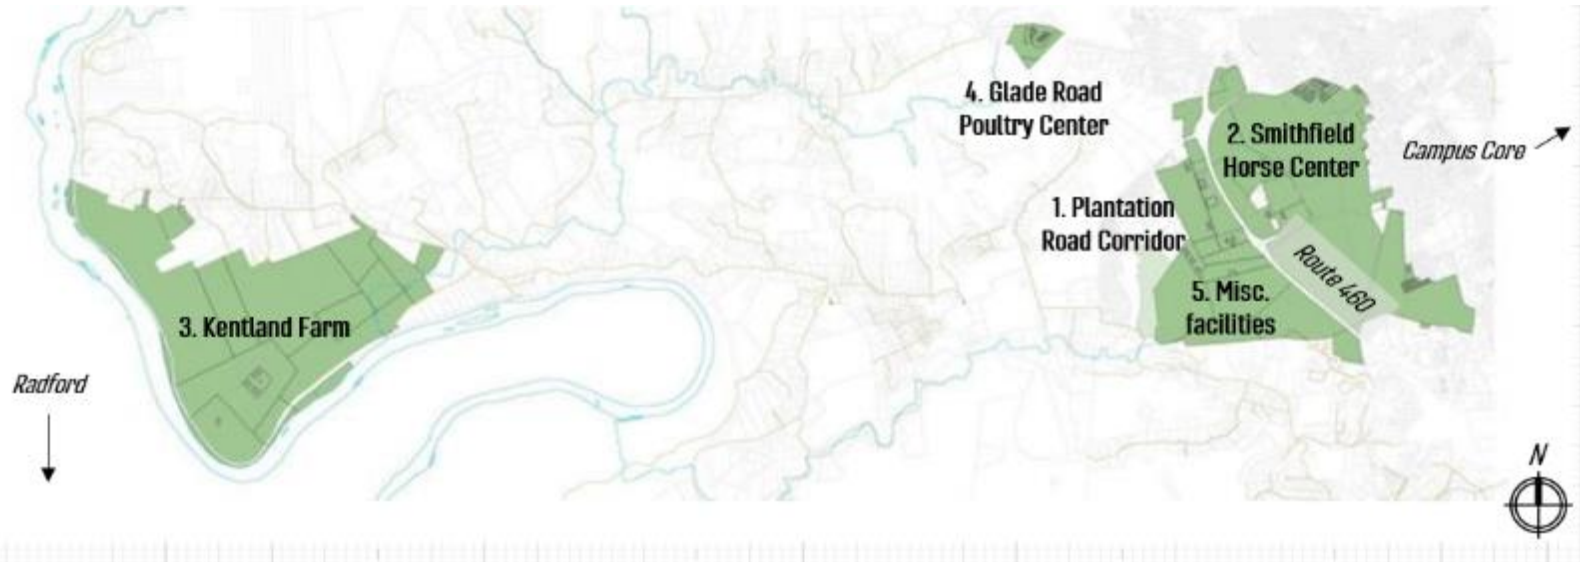 4. Glade Road
Poultry Center
2. Smithfield
Horse Center
Campus Core
1. Plantation
Road Corridor
Route 460
5. Misc.
facilities
3. Kentland Farm
Radford
N